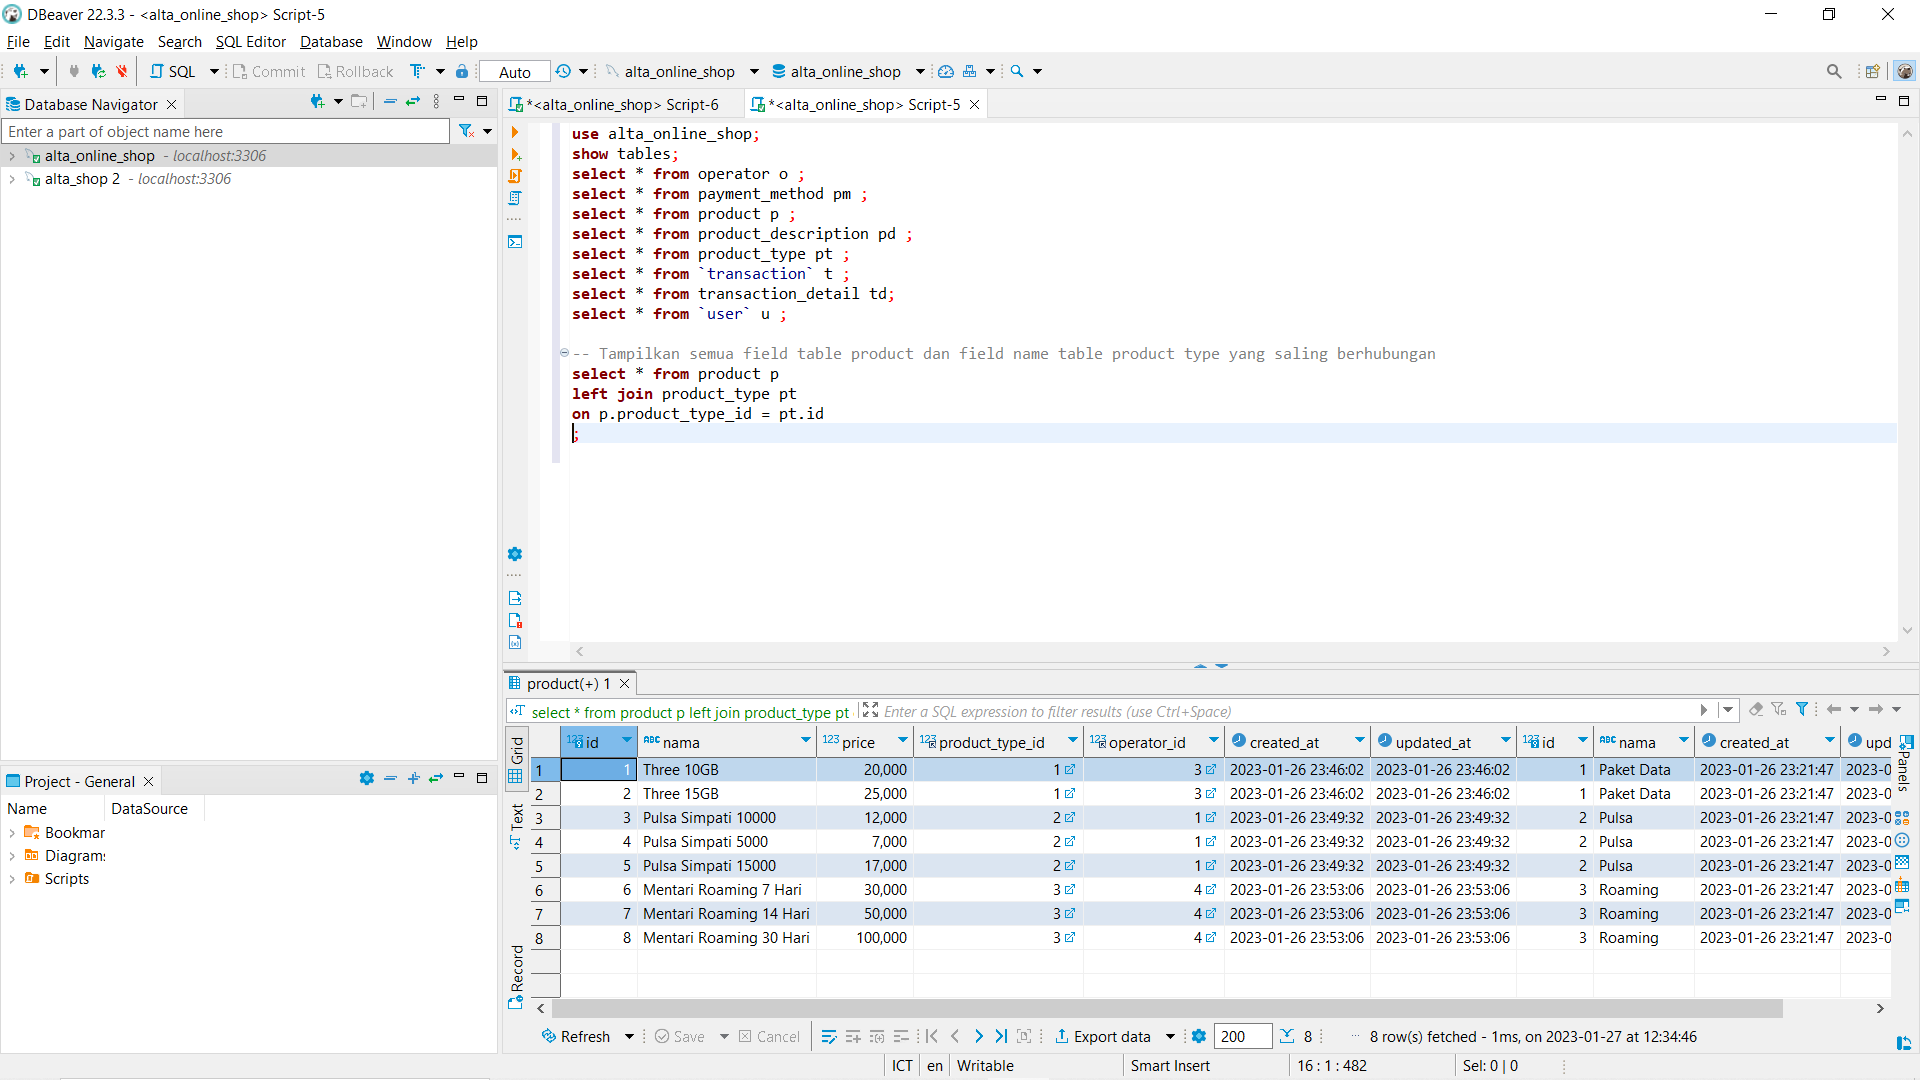 DBeaver 22.3.3 - <alta_online_shop> Script-5
File Edit Navigate Search SQL Editor Database Window Help
SQL Commit Rollback Auto alta_online_shop alta_online_shop
Database Navigator
Enter a part of object name here
alta_online_shop - localhost:3306
alta_shop 2 - localhost:3306
*<alta_online_shop> Script-6 *<alta_online_shop> Script-5
use alta_online_shop;
show tables;
select * from operator o ;
select * from payment_method pm ;
select * from product p ;
select * from product_description pd ;
select * from product_type pt ;
select * from `transaction` t ;
select * from transaction_detail td;
select * from `user` u ;
-- Tampilkan semua field table product dan field name table product type yang saling berhubungan
select * from product p
left join product_type pt
on p.product_type_id = pt.id
;
Project - General
Name DataSource
Bookmar
Diagrams
Scripts
product(+) 1
select * from product p left join product_type pt Enter a SQL expression to filter results (use Ctrl+Space)
Grid
Text
Record
Panels
123 id ABC nama 123 price 123 product_type_id 123 operator_id created_at updated_at 123 id ABC nama created_at upd
1 1 Three 10GB 20,000 1 3 2023-01-26 23:46:02 2023-01-26 23:46:02 1 Paket Data 2023-01-26 23:21:47 2023-0
2 2 Three 15GB 25,000 1 3 2023-01-26 23:46:02 2023-01-26 23:46:02 1 Paket Data 2023-01-26 23:21:47 2023-0
3 3 Pulsa Simpati 10000 12,000 2 1 2023-01-26 23:49:32 2023-01-26 23:49:32 2 Pulsa 2023-01-26 23:21:47 2023-0
4 4 Pulsa Simpati 5000 7,000 2 1 2023-01-26 23:49:32 2023-01-26 23:49:32 2 Pulsa 2023-01-26 23:21:47 2023-0
5 5 Pulsa Simpati 15000 17,000 2 1 2023-01-26 23:49:32 2023-01-26 23:49:32 2 Pulsa 2023-01-26 23:21:47 2023-0
6 6 Mentari Roaming 7 Hari 30,000 3 4 2023-01-26 23:53:06 2023-01-26 23:53:06 3 Roaming 2023-01-26 23:21:47 2023-0
7 7 Mentari Roaming 14 Hari 50,000 3 4 2023-01-26 23:53:06 2023-01-26 23:53:06 3 Roaming 2023-01-26 23:21:47 2023-0
8 8 Mentari Roaming 30 Hari 100,000 3 4 2023-01-26 23:53:06 2023-01-26 23:53:06 3 Roaming 2023-01-26 23:21:47 2023-0
Refresh Save Cancel Export data 200 8 8 row(s) fetched - 1ms, on 2023-01-27 at 12:34:46
ICT en Writable Smart Insert 16 : 1 : 482 Sel: 0 | 0